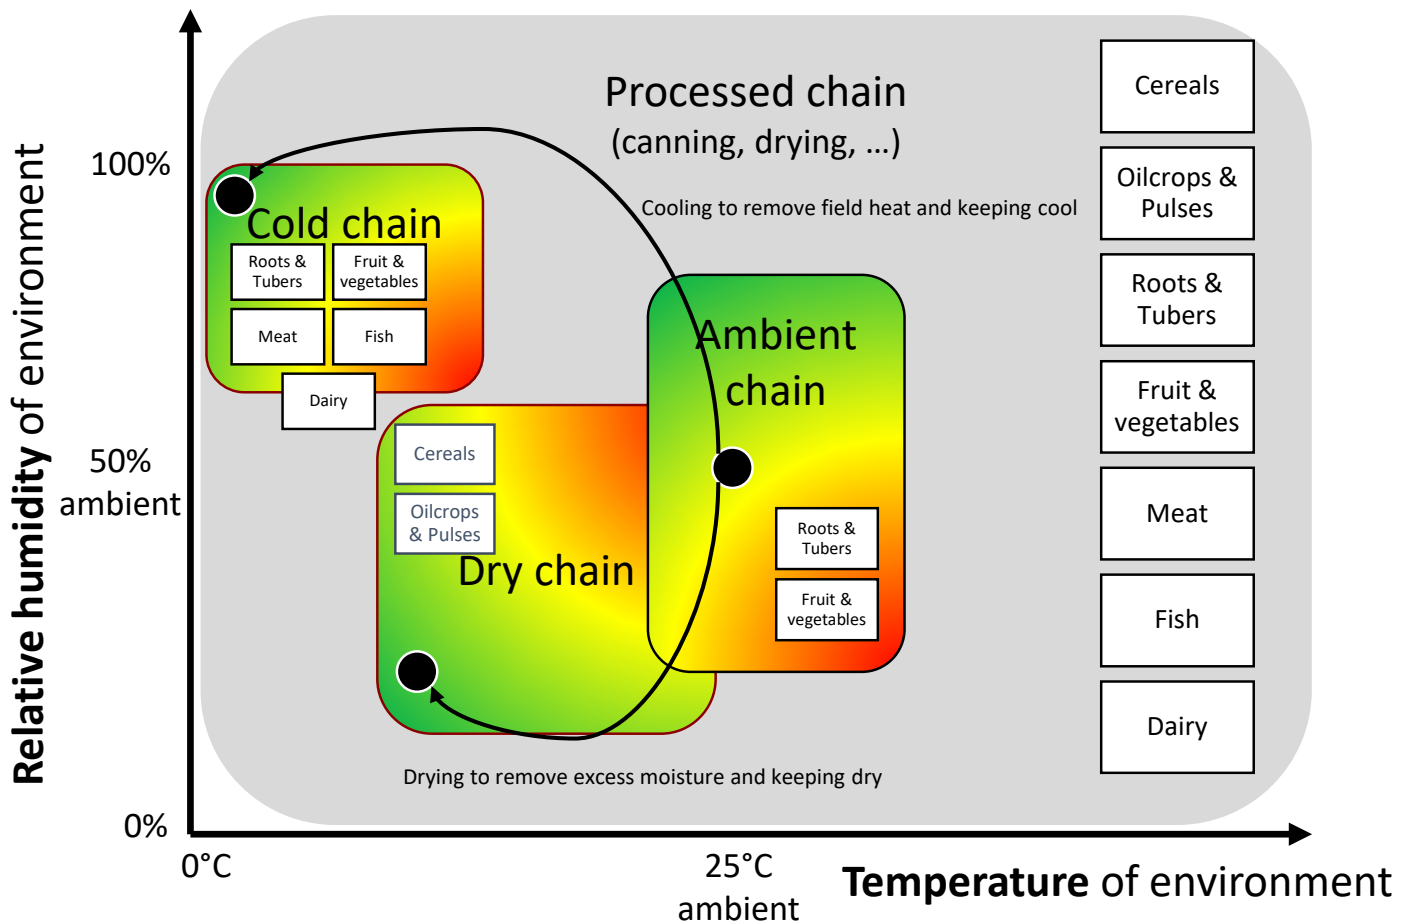 Processed chain
(canning, drying, ...)
Cooling to remove field heat and keeping cool
Relative humidity of environment
100%
50%
ambient
0%
Cold chain
Roots &
Tubers
Fruit &
vegetables
Meat
Fish
Dairy
Ambient
chain
Roots &
Tubers
Fruit &
vegetables
Cereals
Oilcrops
& Pulses
Dry chain
Drying to remove excess moisture and keeping dry
Cereals
Oilcrops &
Pulses
Roots &
Tubers
Fruit &
vegetables
Meat
Fish
Dairy
0°C
25°C
ambient
Temperature of environment